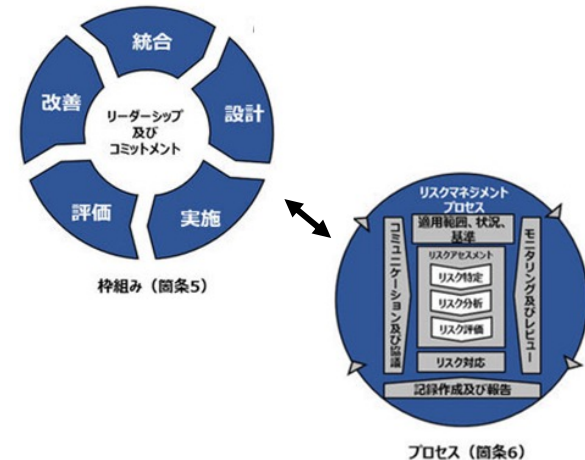 統合
設計
実施
評価
改善
リーダーシップ
及び
コミットメント
枠組み（箇条5）
リスクマネジメント
プロセス
適用範囲、状況、
基準
コミュニケーション及び協議
リスクアセスメント
リスク特定
リスク分析
リスク評価
モニタリング及びレビュー
リスク対応
記録作成及び報告
プロセス（箇条6）